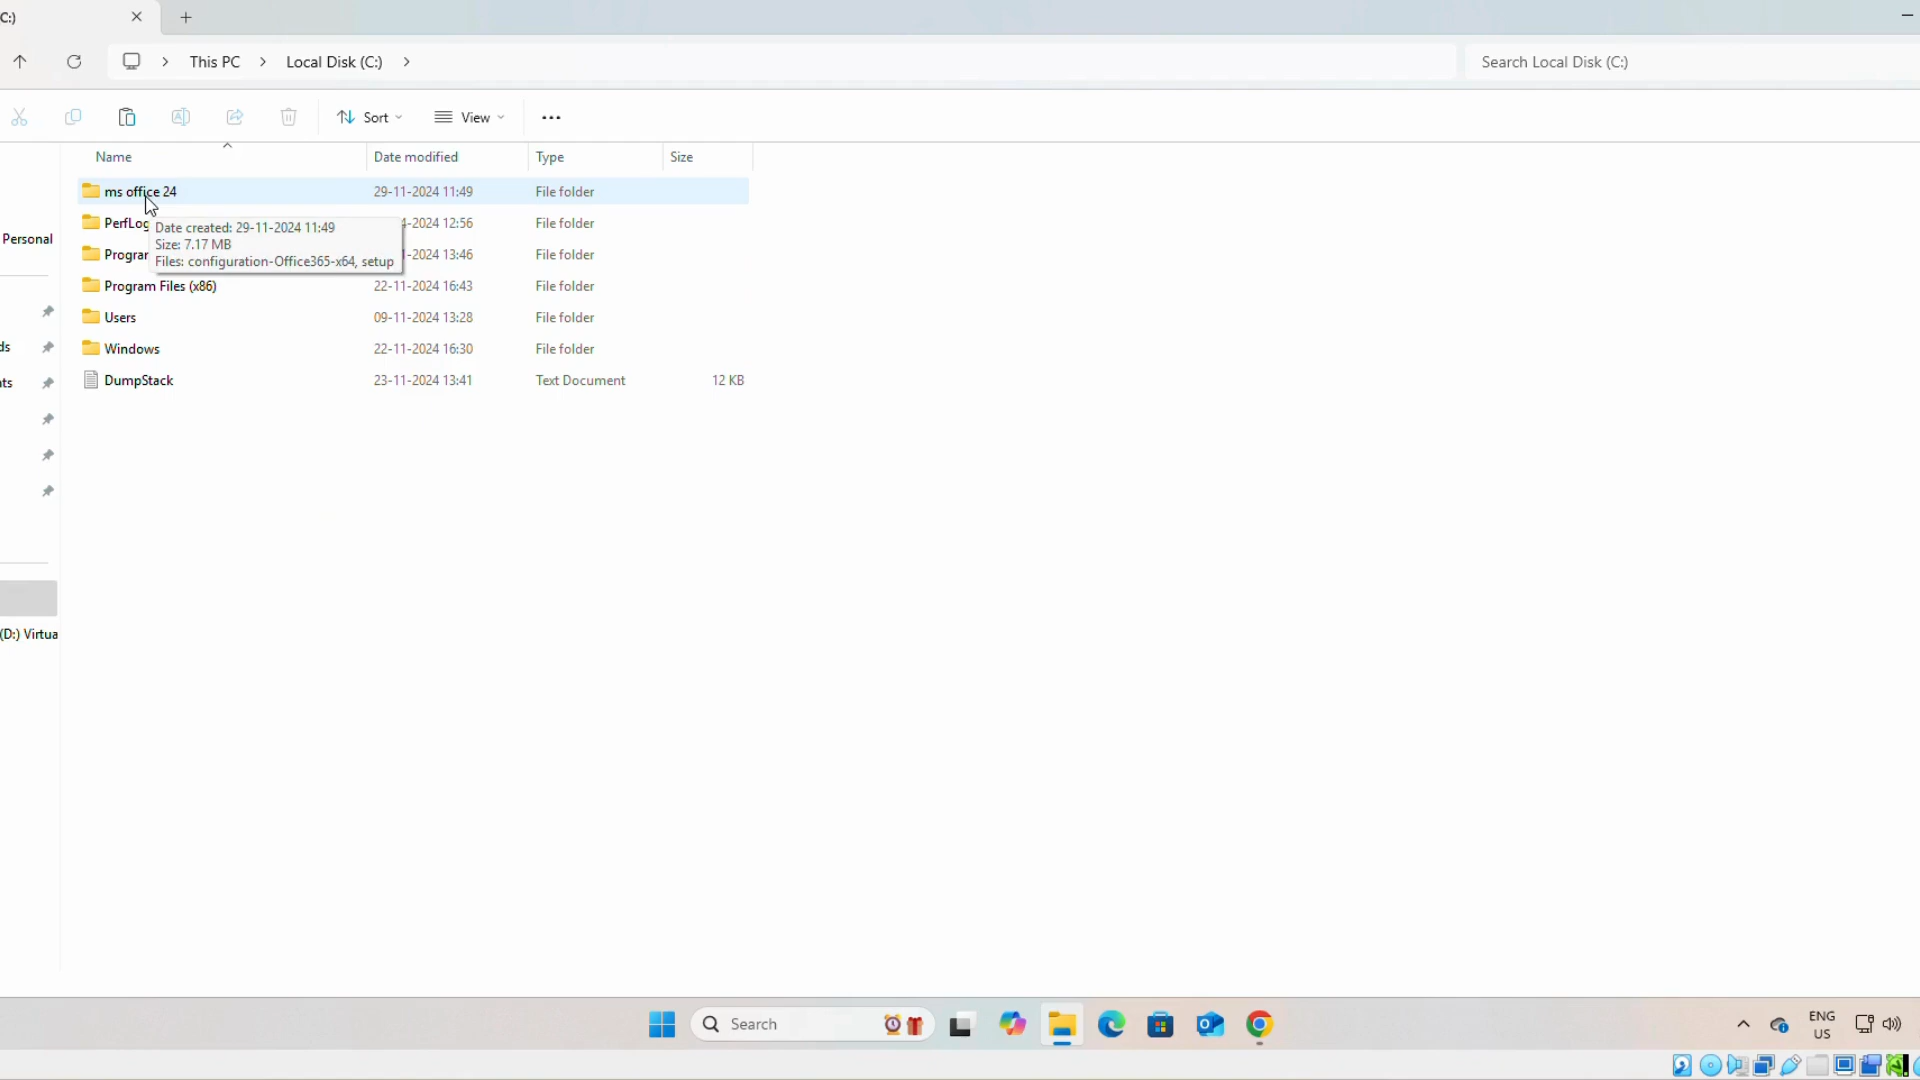 C:)
This PC
Local Disk (C:)
Search Local Disk (C:)
Sort
View
Name Date modified Type Size
ms office 24 29-11-2024 11:49 File folder
PerfLog 4-2024 12:56 File folder
Date created: 29-11-2024 11:49
Size: 7.17 MB
Files: configuration-Office365-x64, setup
Personal
Program 1-2024 13:46 File folder
Program Files (x86) 22-11-2024 16:43 File folder
Users 09-11-2024 13:28 File folder
ds
Windows 22-11-2024 16:30 File folder
nts
DumpStack 23-11-2024 13:41 Text Document 12 KB
(D:) Virtua
Search
ENG
US